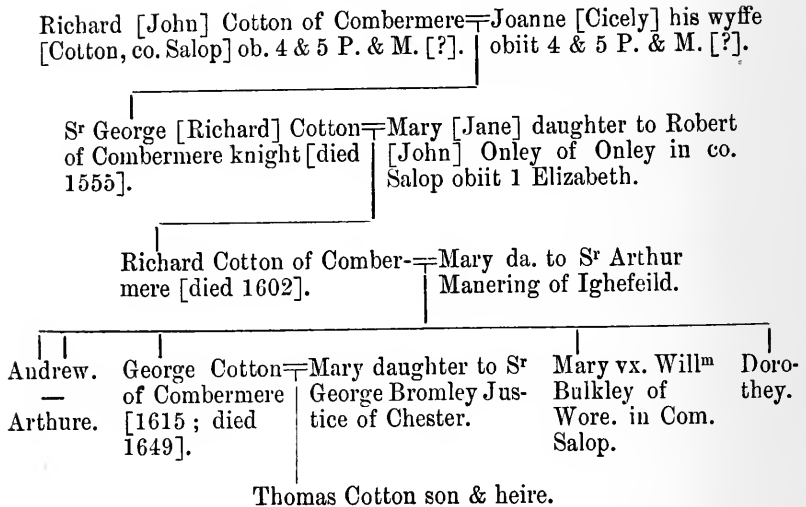 Richard [John] Cotton of Combermere=Joanne [Cicely] his wyffe
[Cotton, co. Salop] ob. 4 & 5 P. & M. [?]. obiit 4 & 5 P. & M. [?].
Sʳ George [Richard] Cotton=Mary [Jane] daughter to Robert
of Combermere knight [died [John] Onley of Onley in co.
1555]. Salop obiit 1 Elizabeth.
Richard Cotton of Comber-=Mary da. to Sʳ Arthur
mere [died 1602]. Manering of Ighefeild.
Andrew.
—
Arthure.
George Cotton=Mary daughter to Sʳ
of Combermere George Bromley Jus-
[1615 ; died tice of Chester.
1649].
Mary vx. Willᵐ
Bulkley of
Wore. in Com.
Salop.
Doro-
they.
Thomas Cotton son & heire.